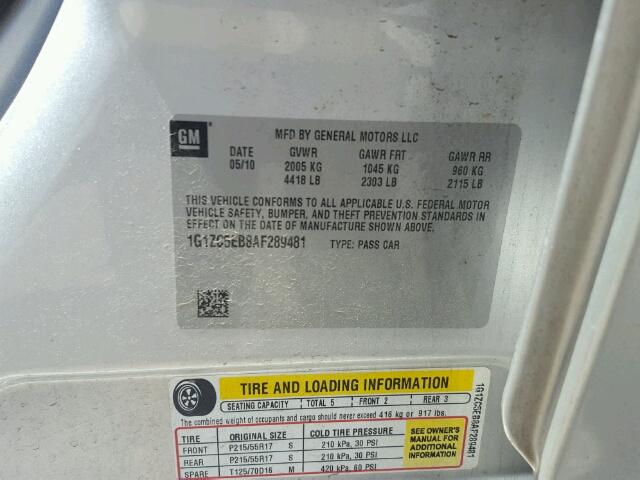 GM
MFD BY GENERAL MOTORS LLC
DATE GVWR GAWR FRT GAWR RR
05/10 2005 KG 1045 KG 960 KG
4418 LB 2303 LB 2115 LB
THIS VEHICLE CONFORMS TO ALL APPLICABLE U.S. FEDERAL MOTOR
VEHICLE SAFETY, BUMPER, AND THEFT PREVENTION STANDARDS
IN EFFECT ON THE DATE OF MANUFACTURE SHOWN ABOVE.
1G1ZC5EB8AF289481 TYPE: PASS CAR
TIRE AND LOADING INFORMATION
SEATING CAPACITY TOTAL 5 FRONT 2 REAR 3
The combined weight of occupants and cargo should never exceed 416 kg or 917 lbs.
TIRE ORIGINAL SIZE COLD TIRE PRESSURE
FRONT P215/55R17 S 210 kPa, 30 PSI
REAR P215/55R17 S 210 kPa, 30 PSI
SPARE T125/70D16 M 420 kPa, 60 PSI
SEE OWNER'S
MANUAL FOR
ADDITIONAL
INFORMATION
1G1ZC5EB8AF289481